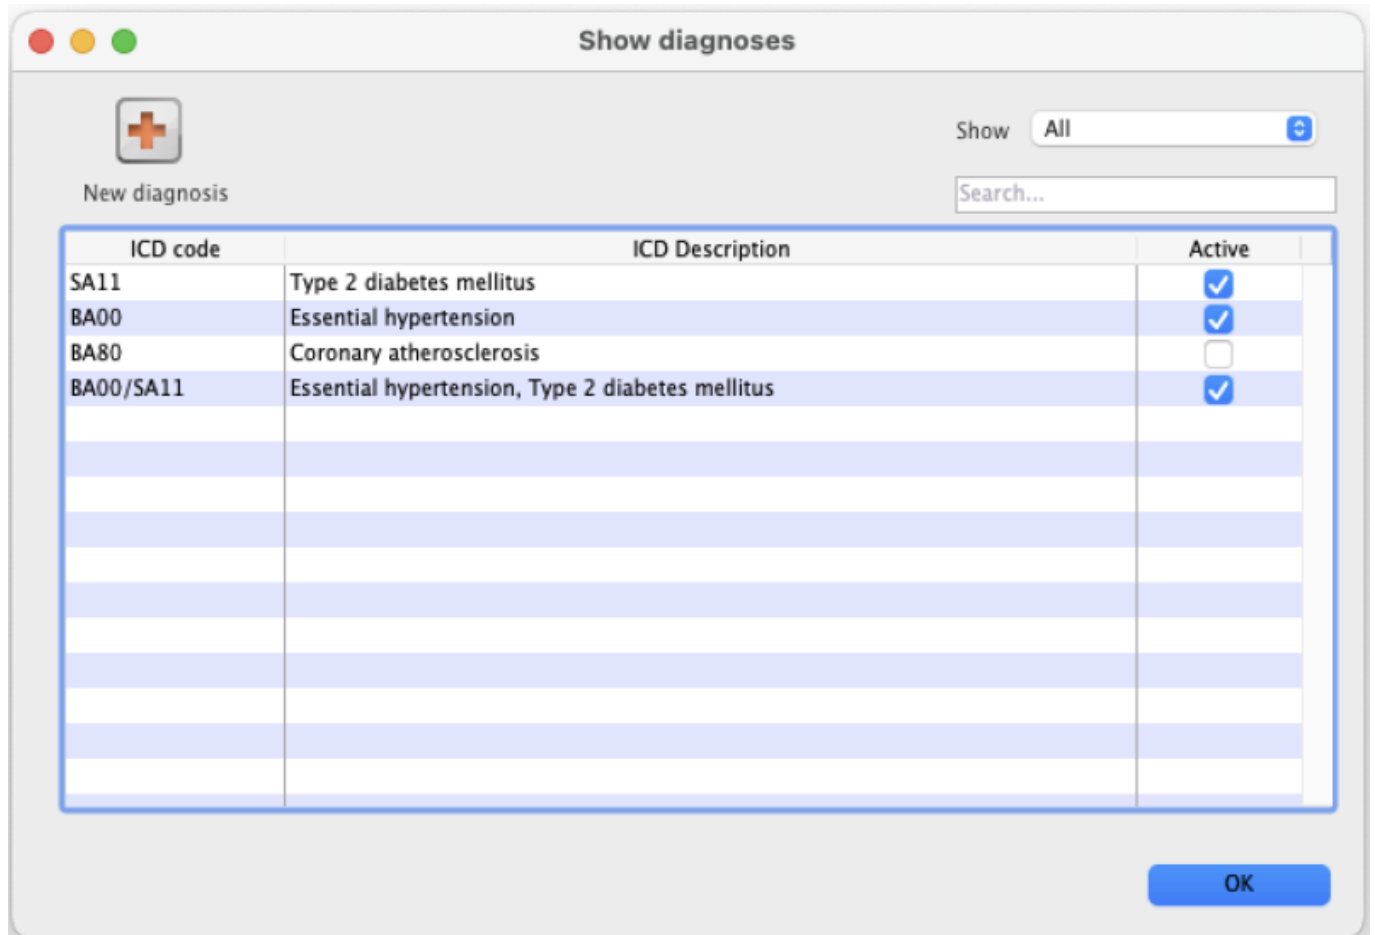 Show diagnoses
Show All
New diagnosis
Search...
ICD code ICD Description Active
SA11 Type 2 diabetes mellitus
BA00 Essential hypertension
BA80 Coronary atherosclerosis
BA00/SA11 Essential hypertension, Type 2 diabetes mellitus
OK